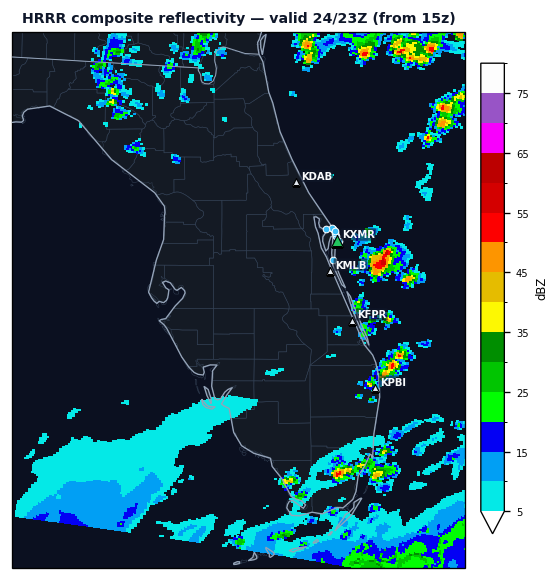 HRRR composite reflectivity — valid 24/23Z (from 15z)
KDAB
KXMR
KMLB
KFPR
KPBI
75
65
55
45
35
25
15
5
dBZ